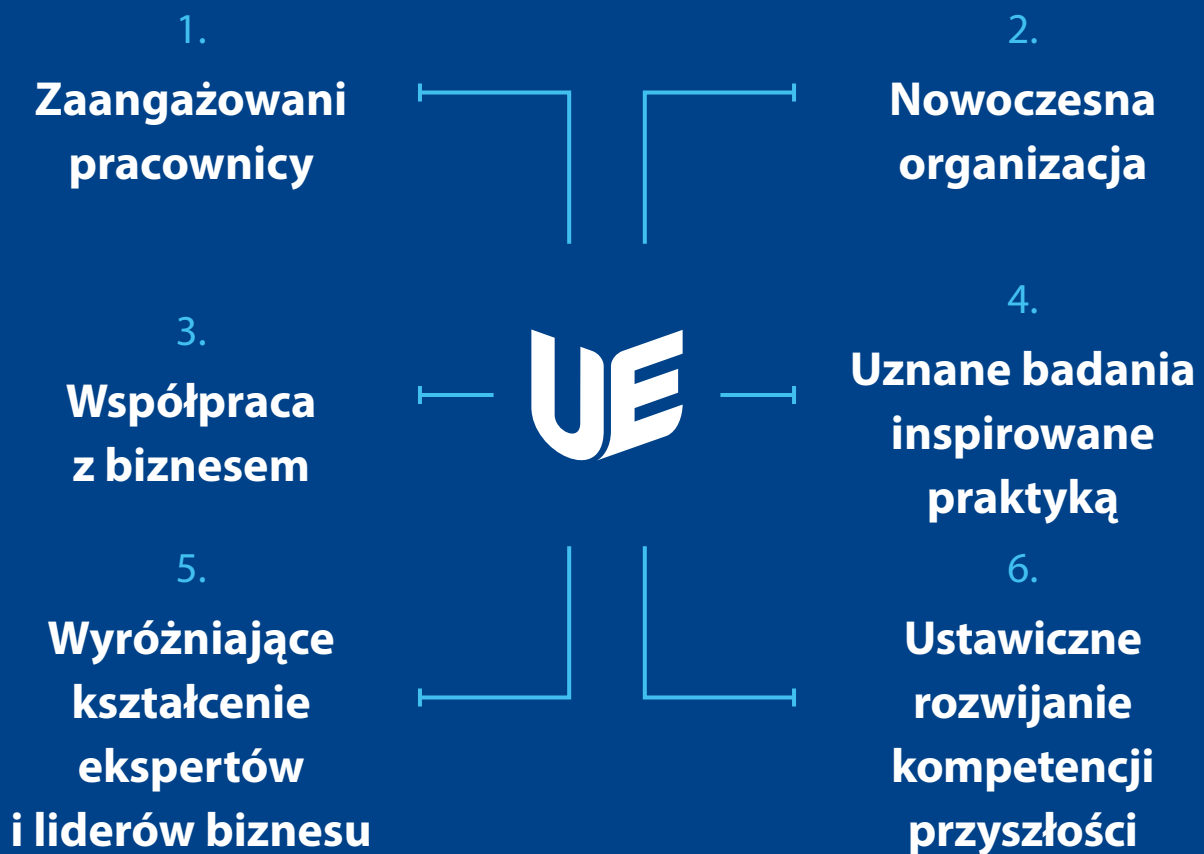 1.
Zaangażowani
pracownicy
2.
Nowoczesna
organizacja
3.
Współpraca
z biznesem
UE
4.
Uznane badania
inspirowane
praktyką
5.
Wyróżniające
kształcenie
ekspertów
i liderów biznesu
6.
Ustawiczne
rozwijanie
kompetencji
przyszłości